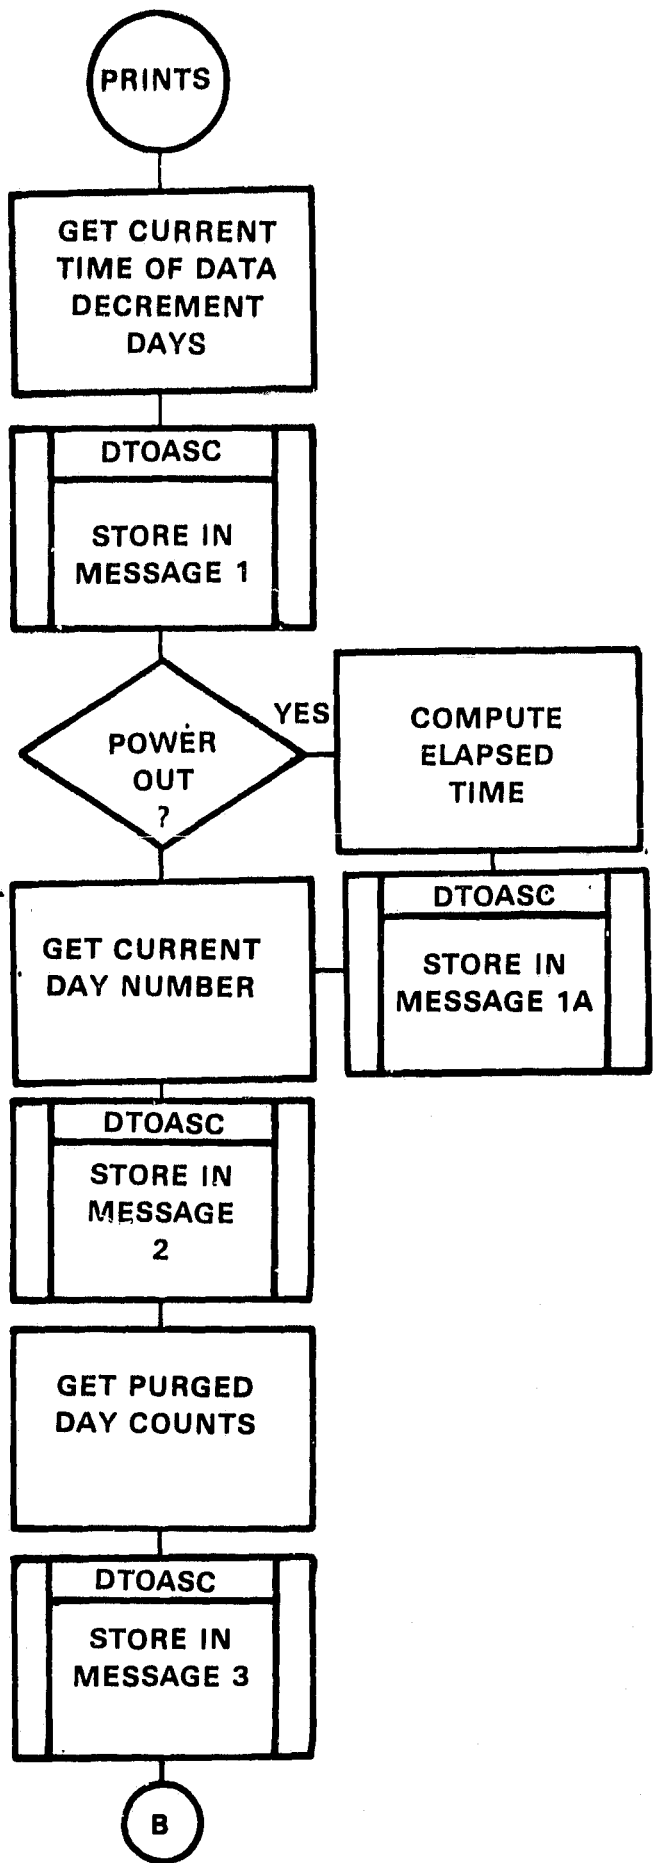 PRINTS
GET CURRENT
TIME OF DATA
DECREMENT
DAYS
DTOASC
STORE IN
MESSAGE 1
POWER
OUT
?
YES
COMPUTE
ELAPSED
TIME
DTOASC
STORE IN
MESSAGE 1A
GET CURRENT
DAY NUMBER
DTOASC
STORE IN
MESSAGE
2
GET PURGED
DAY COUNTS
DTOASC
STORE IN
MESSAGE 3
B